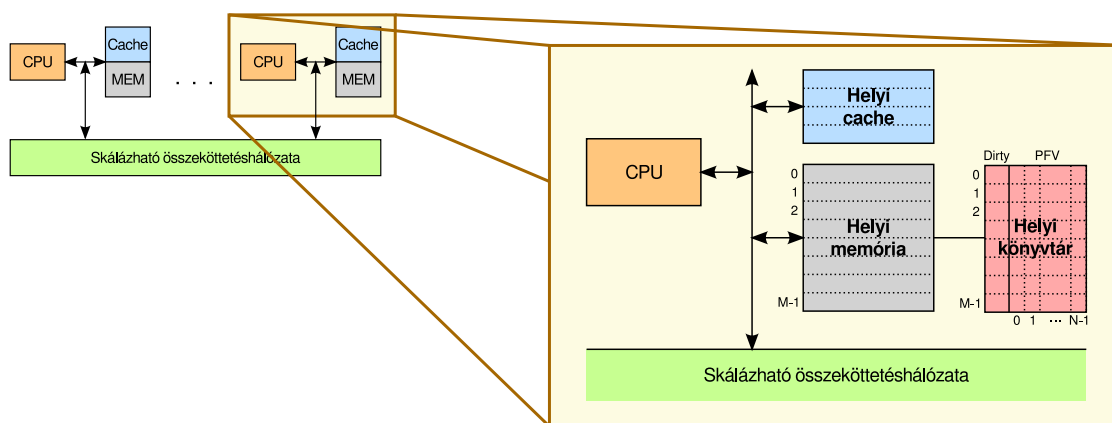 CPU
Cache
MEM
. . .
CPU
Cache
MEM
Skálázható összeköttetéshálózata
CPU
Helyi
cache
0
1
2
M-1
Helyi
memória
Dirty
PFV
0
1
2
M-1
Helyi
könyvtár
0 1 ... N-1
Skálázható összeköttetéshálózata